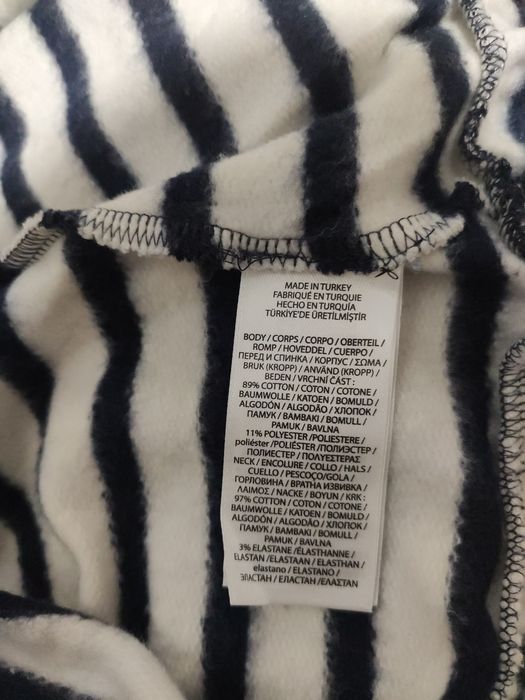 MADE IN TURKEY
FABRIQUÉ EN TURQUIE
HECHO EN TURQUÍA
TÜRKİYE'DE ÜRETİLMİŞTİR
BODY / CORPS / CORPO / OBERTEIL /
ROMP / HOVEDDEL / CUERPO /
ПЕРЕД И СПИНКА / КОРПУС / ΣΩΜΑ /
BRUK (KROPP) / ANVÄND (KROPP) /
BEDEN / VRCHNÍ ČÁST :
89% COTTON / COTON / COTONE /
BAUMWOLLE / KATOEN / BOMULD /
ALGODÓN / ALGODÃO / ХЛОПОК /
ПАМУК / BAMBAKI / BOMULL /
PAMUK / BAVLNA
11% POLYESTER /POLIESTERE /
poliéster /POLIÉSTER /ПОЛИЭСТЕР /
ПОЛИЕСТЕР / ΠΟΛΥΕΣΤΕΡΑΣ
NECK / ENCOLURE / COLLO / HALS /
CUELLO / PESCOÇO/GOLA /
ГОРЛОВИНА / ВРАТНА ИЗВИВКА /
ΛΑΙΜΟΣ / NACKE / BOYUN / KRK :
97% COTTON / COTON / COTONE /
BAUMWOLLE / KATOEN / BOMULD /
ALGODÓN / ALGODÃO / ХЛОПОК /
ПАМУК / BAMBAKI / BOMULL /
PAMUK / BAVLNA
3% ELASTANE /ÉLASTHANNE /
ELASTAN /ELASTAAN /ELASTHAN /
elastano / ELASTANO /
ЭЛАСТАН / ЕЛАСТАН /ΕΛΑΣΤΑΝ